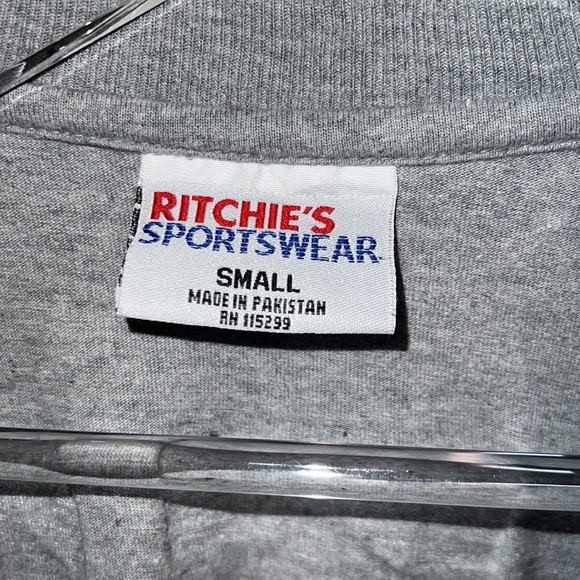 RITCHIE'S
SPORTSWEAR
SMALL
MADE IN PAKISTAN
RN 115299